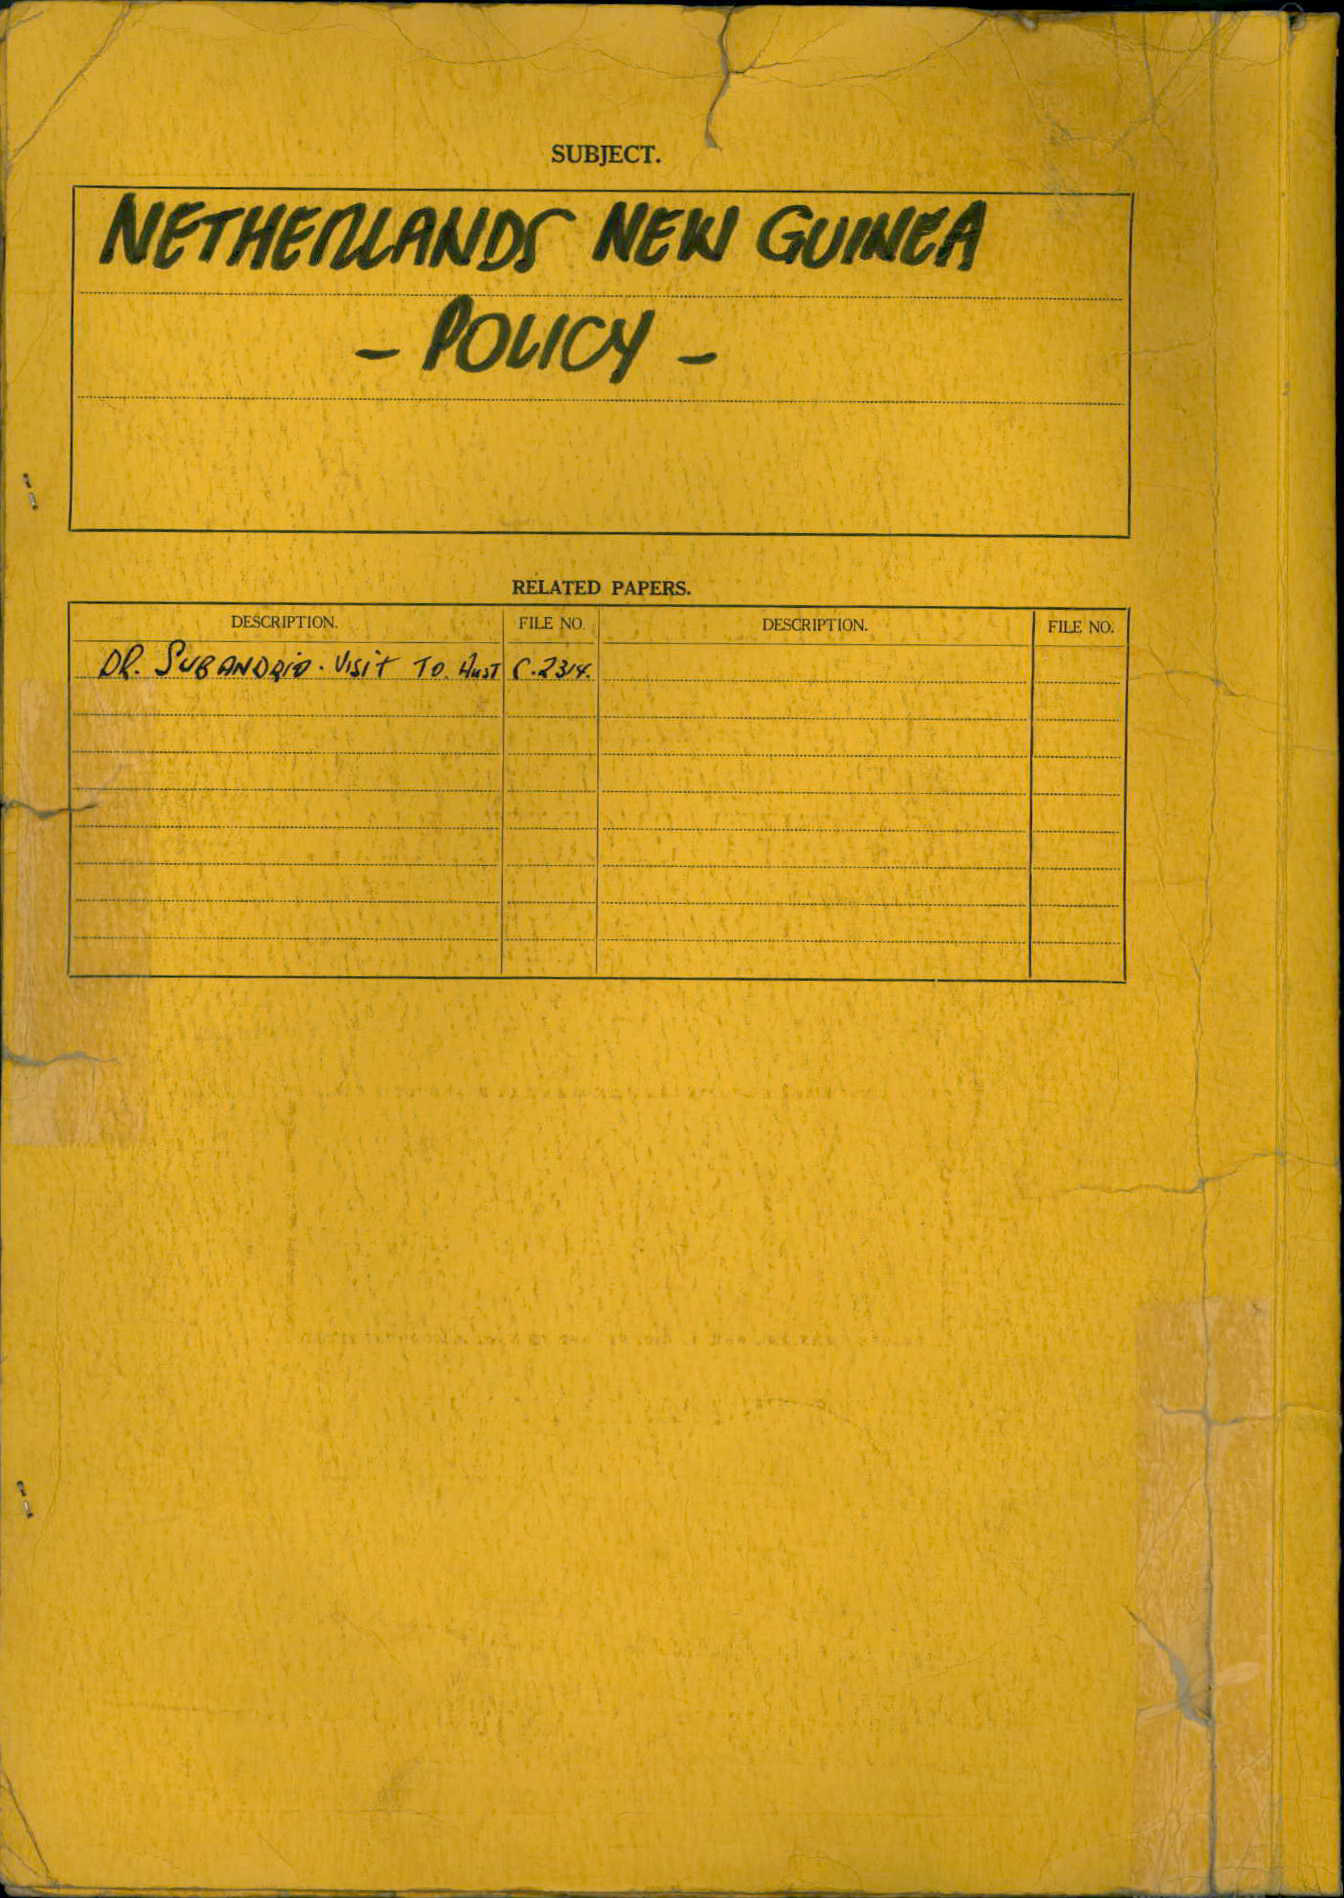 SUBJECT.
NETHERLANDS NEW GUINEA
- POLICY -
RELATED PAPERS.
DESCRIPTION. FILE NO. DESCRIPTION. FILE NO.
DR. SUBANDRIO. VISIT TO AUST C.2314.